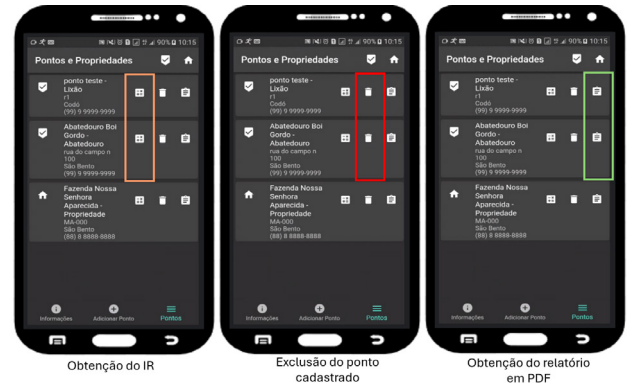 90% 10:15
Pontos e Propriedades
ponto teste -
Lixão
r1
Codó
(99) 9 9999-9999
Abatedouro Boi
Gordo -
Abatedouro
rua do campo n
100
São Bento
(99) 9 9999-9999
Fazenda Nossa
Senhora
Aparecida -
Propriedade
MA-000
São Bento
(88) 8 8888-8888
Informações
Adicionar Ponto
Pontos
Obtenção do IR
90% 10:15
Pontos e Propriedades
ponto teste -
Lixão
r1
Codó
(99) 9 9999-9999
Abatedouro Boi
Gordo -
Abatedouro
rua do campo n
100
São Bento
(99) 9 9999-9999
Fazenda Nossa
Senhora
Aparecida -
Propriedade
MA-000
São Bento
(88) 8 8888-8888
Informações
Adicionar Ponto
Pontos
Exclusão do ponto
cadastrado
90% 10:15
Pontos e Propriedades
ponto teste -
Lixão
r1
Codó
(99) 9 9999-9999
Abatedouro Boi
Gordo -
Abatedouro
rua do campo n
100
São Bento
(99) 9 9999-9999
Fazenda Nossa
Senhora
Aparecida -
Propriedade
MA-000
São Bento
(88) 8 8888-8888
Informações
Adicionar Ponto
Pontos
Obtenção do relatório
em PDF